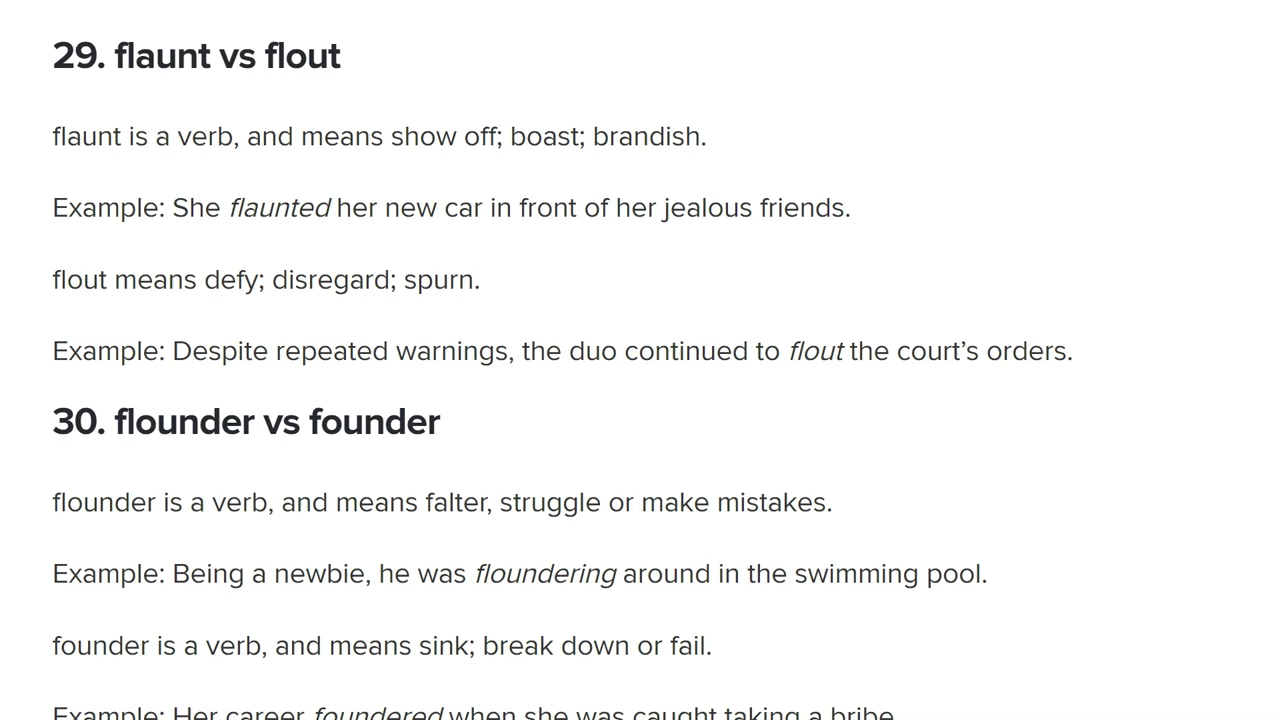 29. flaunt vs flout
flaunt is a verb, and means show off; boast; brandish.
Example: She flaunted her new car in front of her jealous friends.
flout means defy; disregard; spurn.
Example: Despite repeated warnings, the duo continued to flout the court’s orders.
30. flounder vs founder
flounder is a verb, and means falter, struggle or make mistakes.
Example: Being a newbie, he was floundering around in the swimming pool.
founder is a verb, and means sink; break down or fail.
Example: Her career foundered when she was caught taking a bribe.